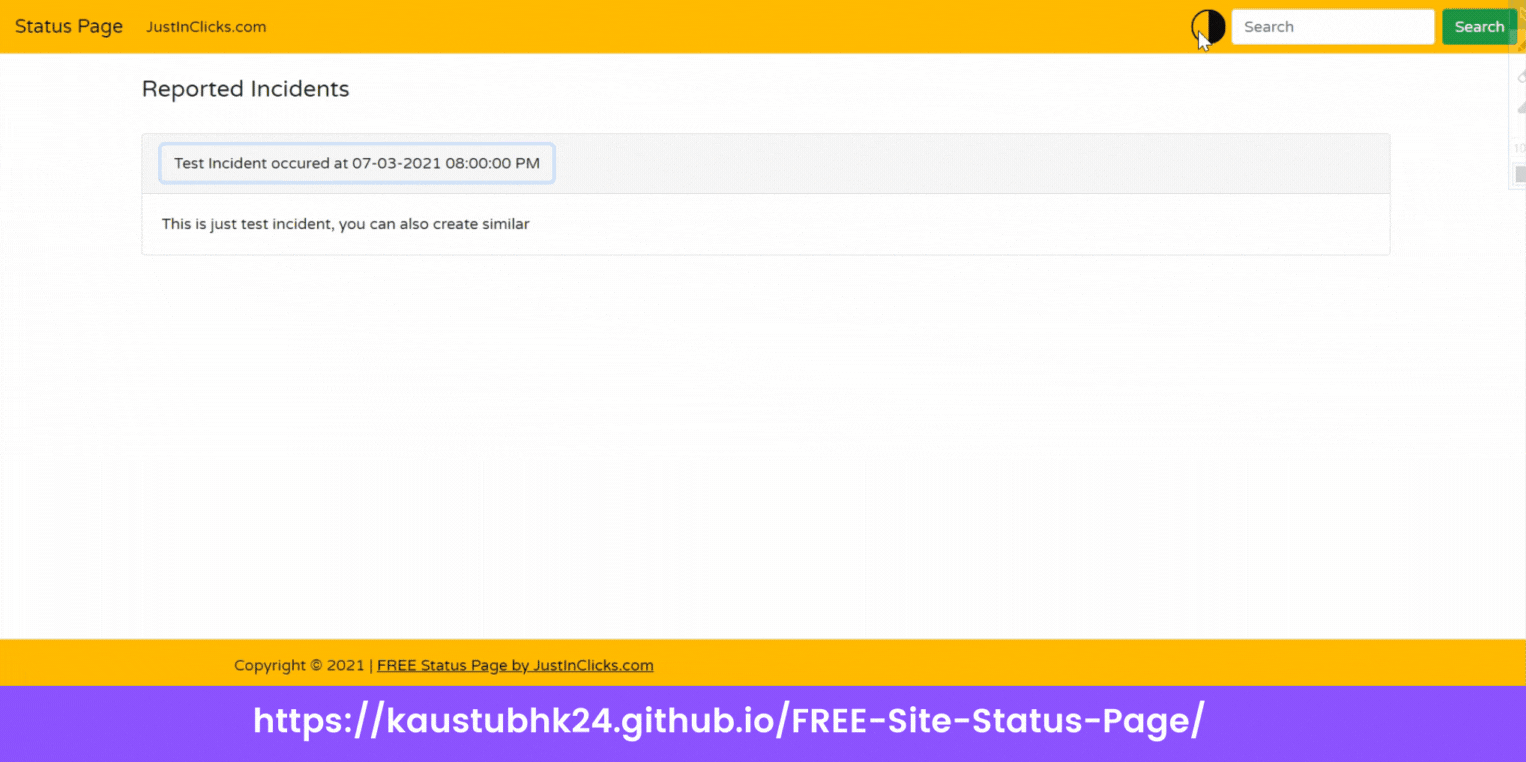 Status Page JustInClicks.com Search Search
Reported Incidents
Test Incident occured at 07-03-2021 08:00:00 PM
This is just test incident, you can also create similar
10
Copyright © 2021 | FREE Status Page by JustInClicks.com
https://kaustubhk24.github.io/FREE-Site-Status-Page/